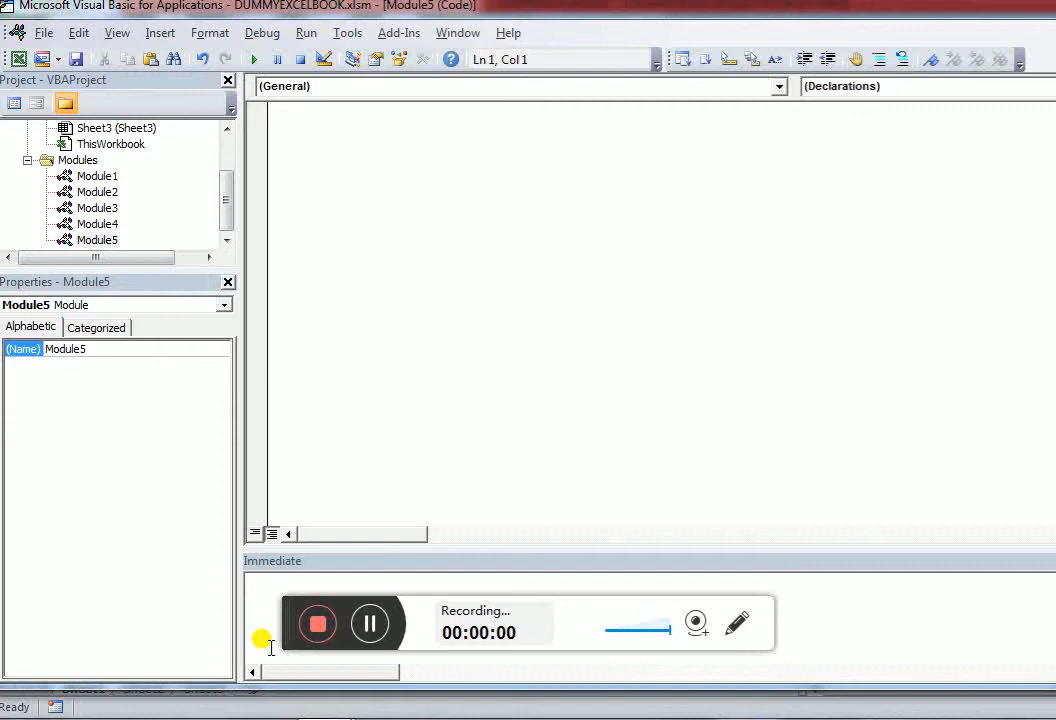 Microsoft Visual Basic for Applications - DUMMYEXCELBOOK.xlsm - [Module5 (Code)]
File Edit View Insert Format Debug Run Tools Add-Ins Window Help
Ln 1, Col 1
Project - VBAProject
(General) (Declarations)
Sheet3 (Sheet3)
ThisWorkbook
Modules
Module1
Module2
Module3
Module4
Module5
Properties - Module5
Module5 Module
Alphabetic Categorized
(Name) Module5
Immediate
Recording...
00:00:00
Ready